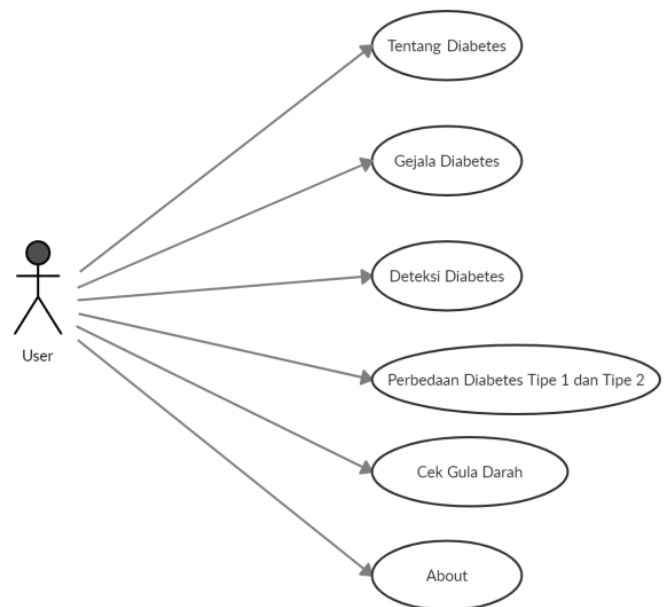 Tentang Diabetes
Gejala Diabetes
Deteksi Diabetes
User
Perbedaan Diabetes Tipe 1 dan Tipe 2
Cek Gula Darah
About